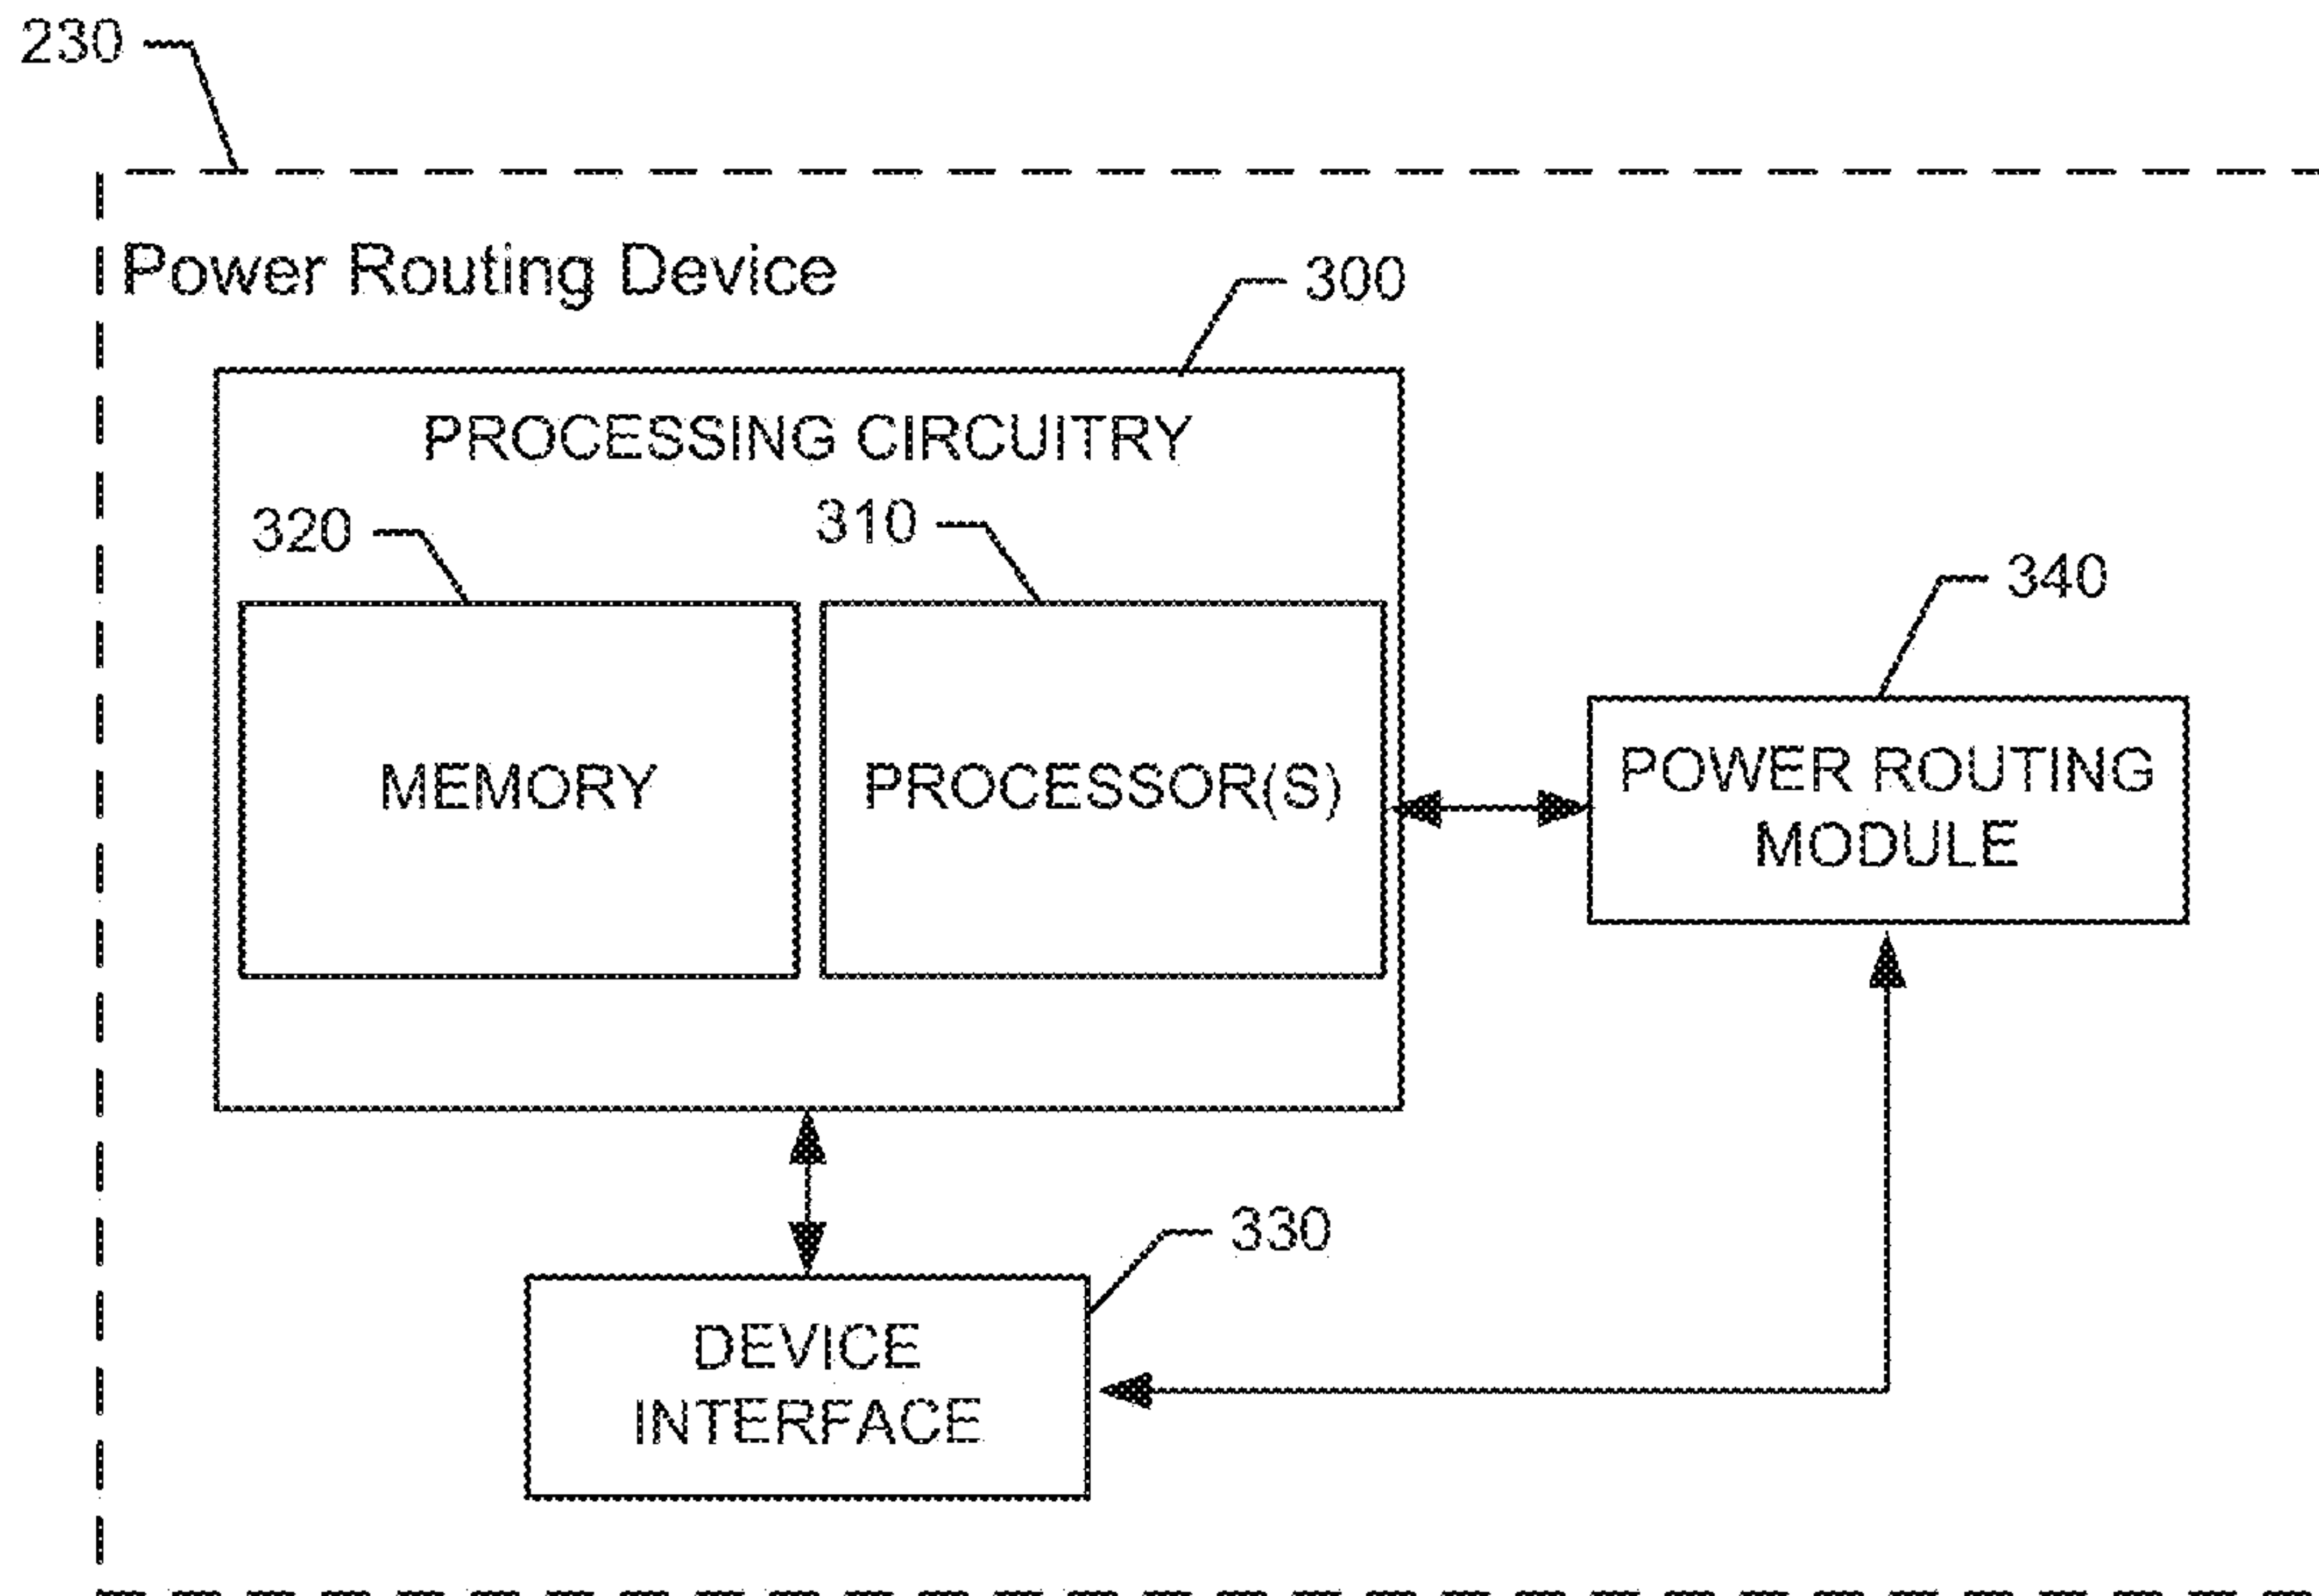 230
Power Routing Device
300
PROCESSING CIRCUITRY
320
310
340
MEMORY
PROCESSOR(S)
POWER ROUTING
MODULE
330
DEVICE
INTERFACE